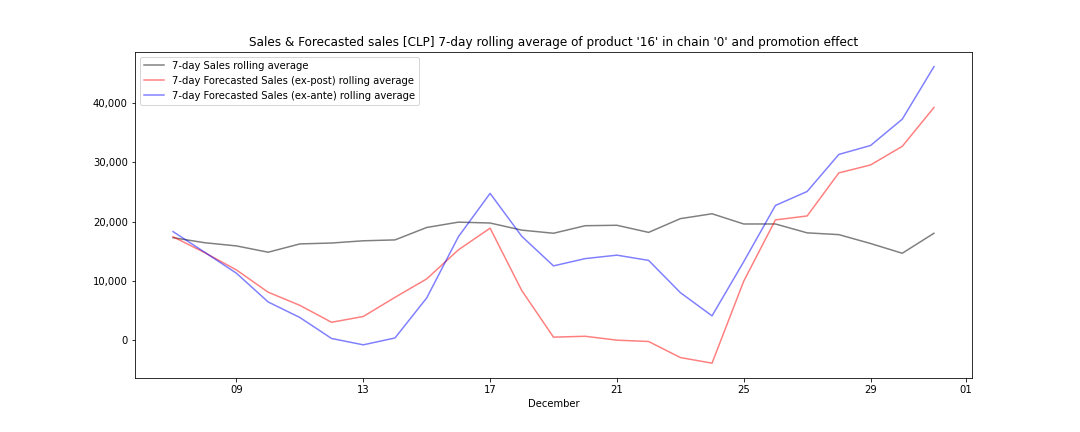 Sales & Forecasted sales [CLP] 7-day rolling average of product '16' in chain '0' and promotion effect
7-day Sales rolling average
7-day Forecasted Sales (ex-post) rolling average
7-day Forecasted Sales (ex-ante) rolling average
40,000
30,000
20,000
10,000
0
09 13 17 21 25 29 01
December